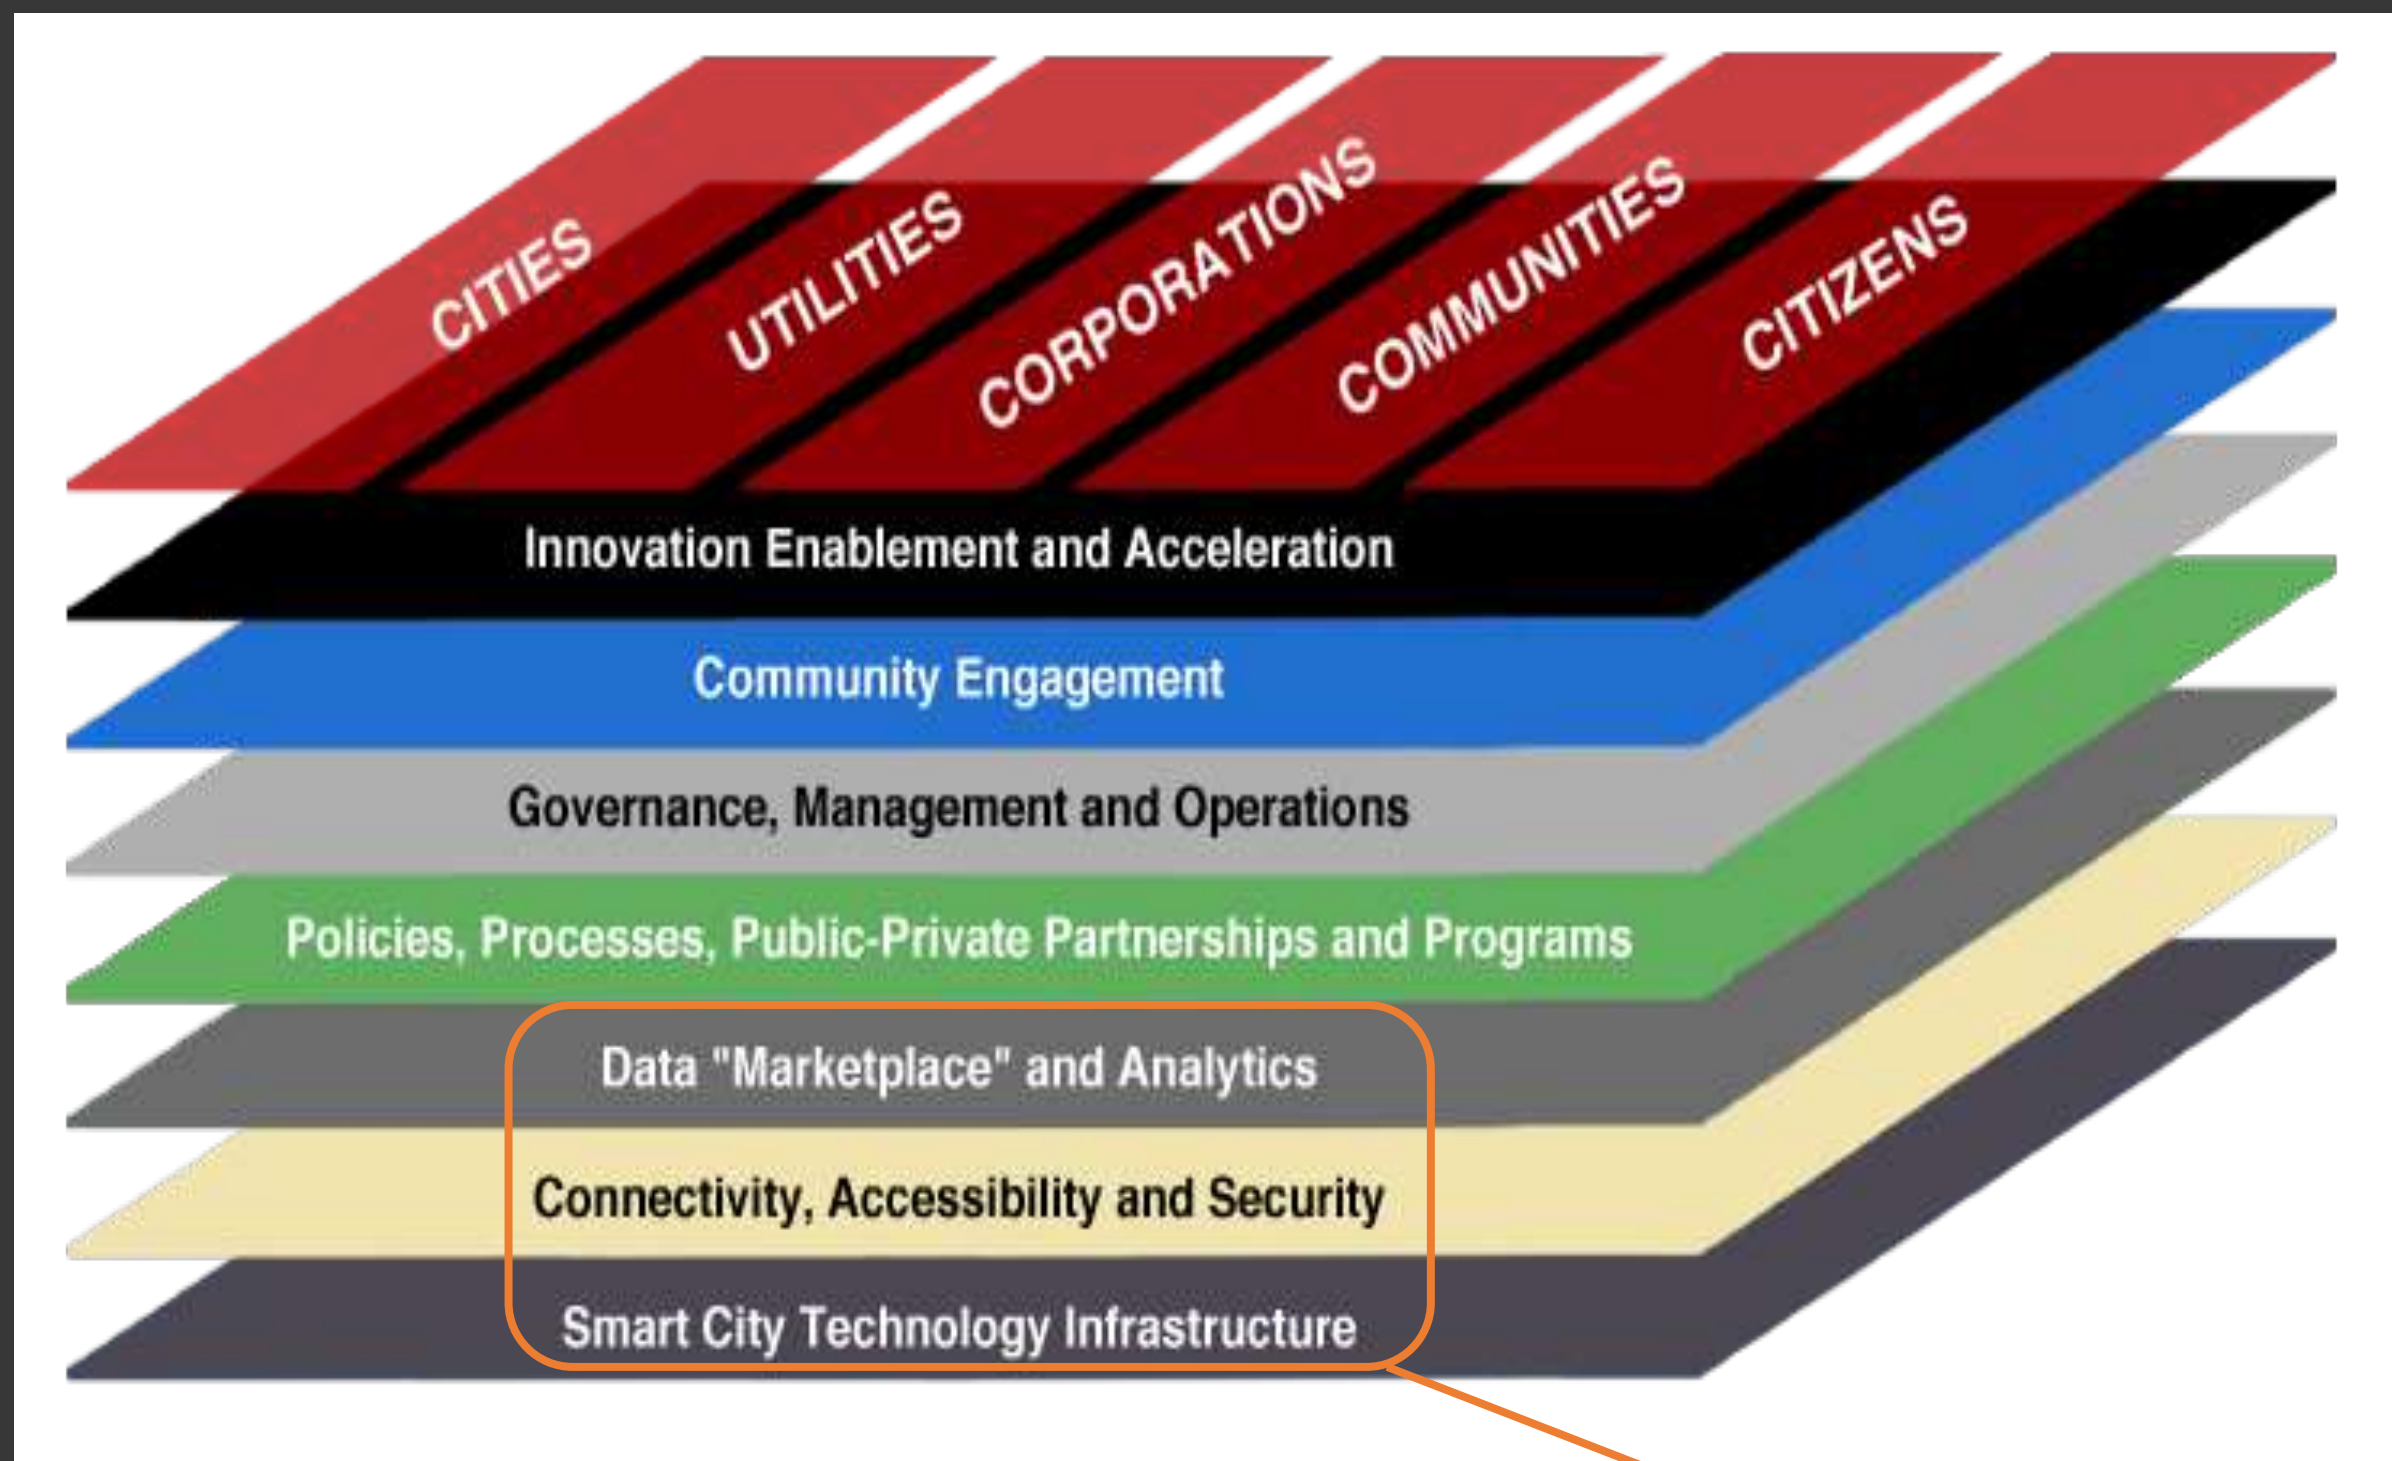 CITIES
UTILITIES
CORPORATIONS
COMMUNITIES
CITIZENS
Innovation Enablement and Acceleration
Community Engagement
Governance, Management and Operations
Policies, Processes, Public-Private Partnerships and Programs
Data "Marketplace" and Analytics
Connectivity, Accessibility and Security
Smart City Technology Infrastructure